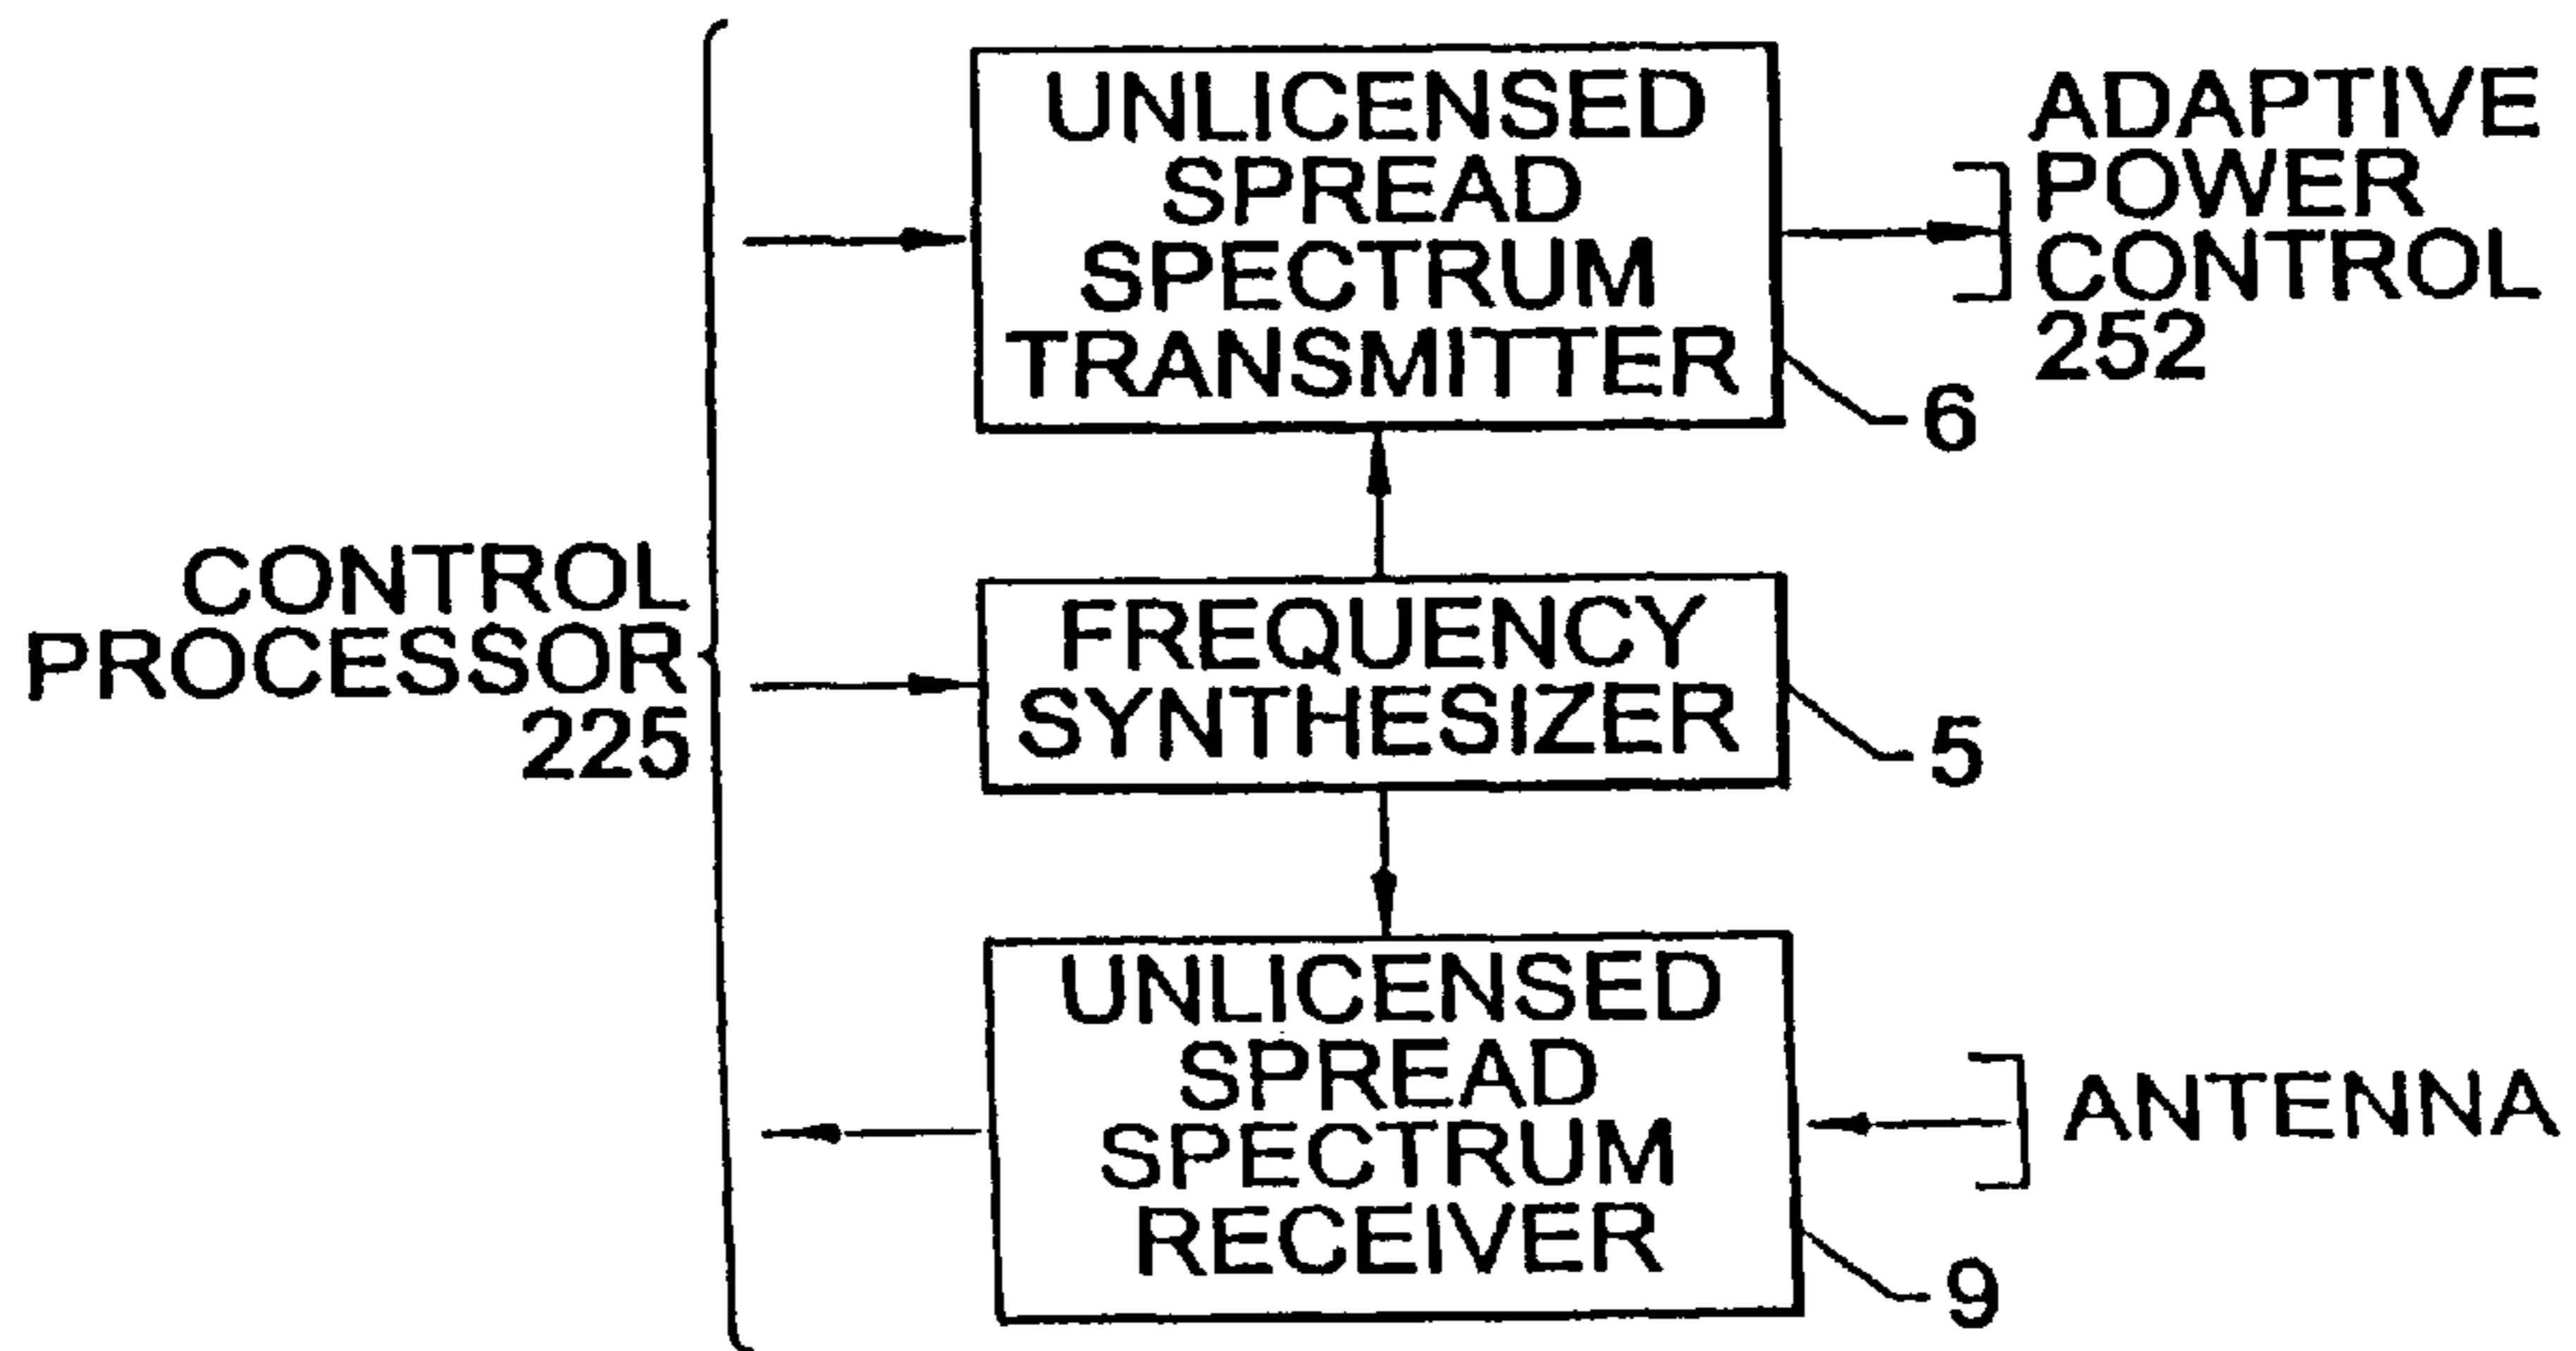 UNLICENSED
SPREAD
SPECTRUM
TRANSMITTER
6
ADAPTIVE
POWER
CONTROL
252
CONTROL
PROCESSOR
225
FREQUENCY
SYNTHESIZER
5
UNLICENSED
SPREAD
SPECTRUM
RECEIVER
9
ANTENNA